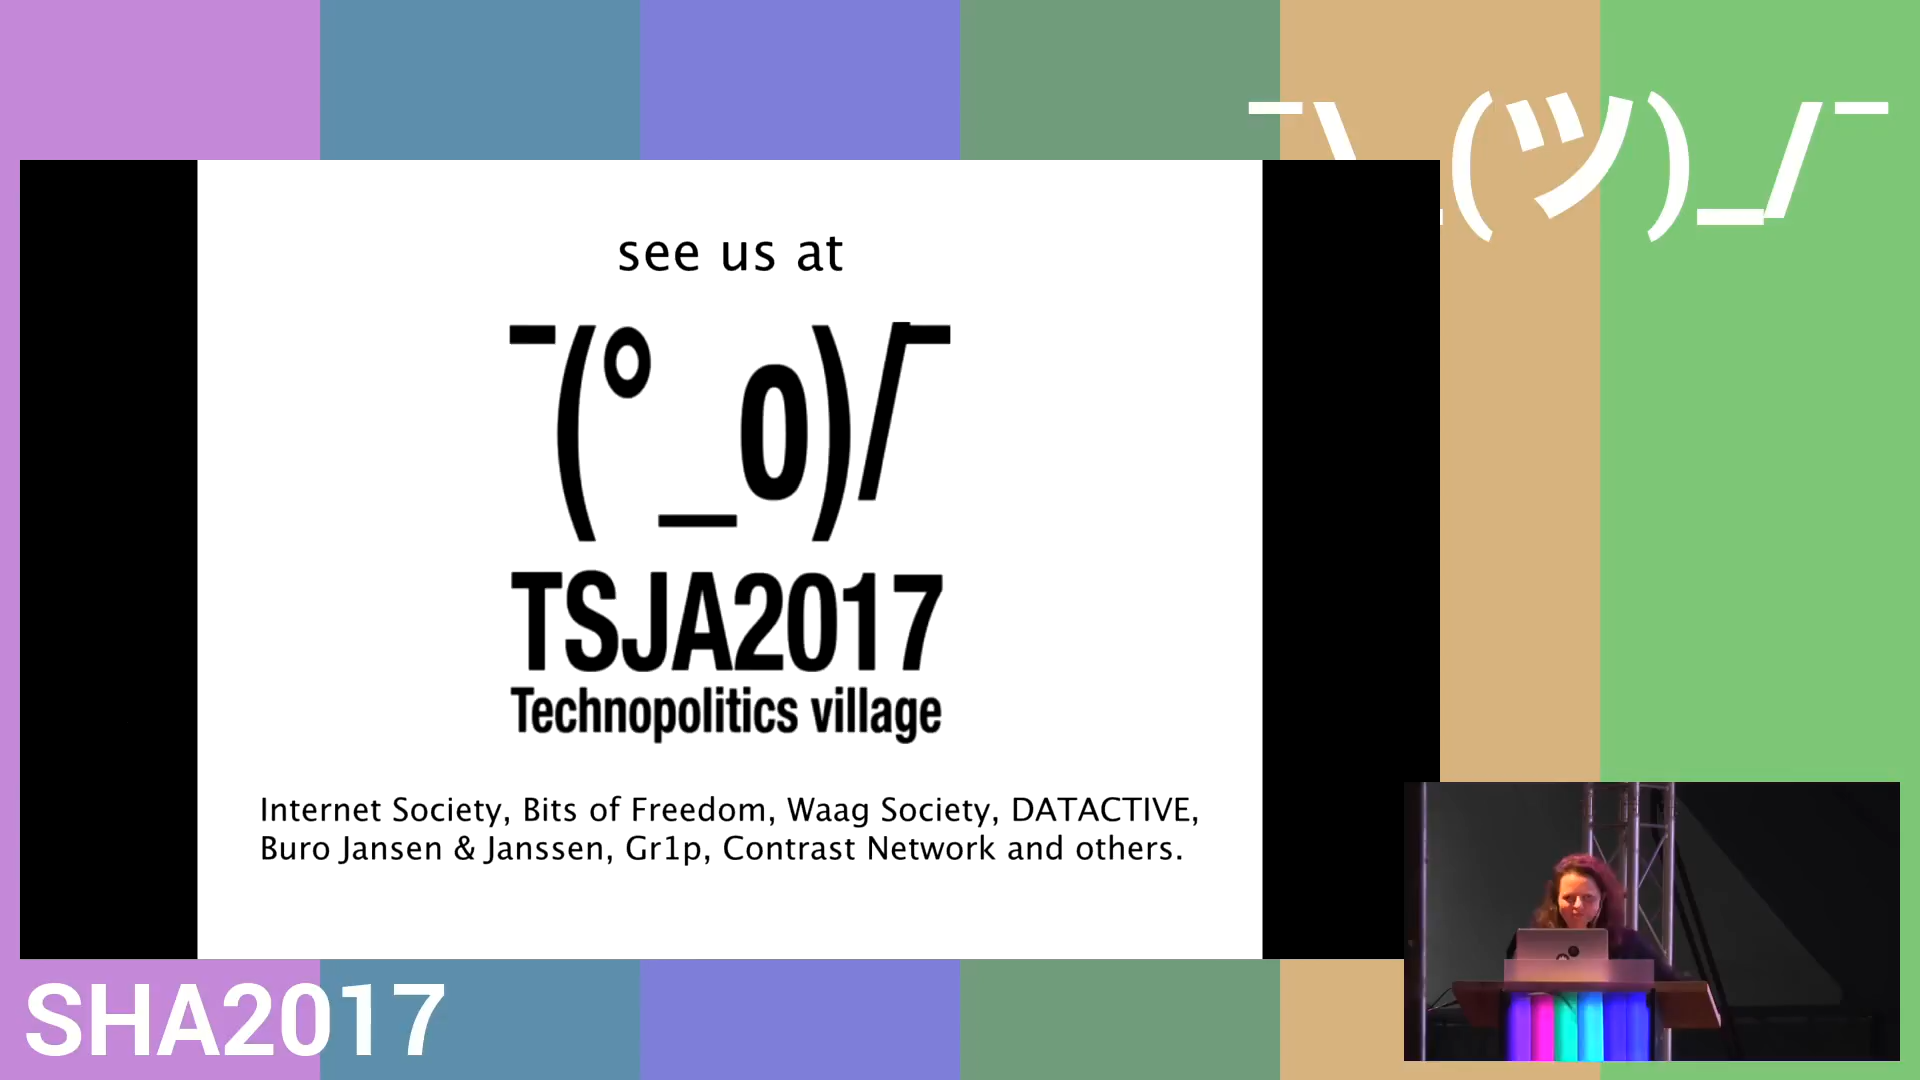 ¯\_(ツ)_/¯
see us at
¯(°_o)/¯
TSJA2017
Technopolitics village
Internet Society, Bits of Freedom, Waag Society, DATACTIVE,
Buro Jansen & Janssen, Gr1p, Contrast Network and others.
SHA2017